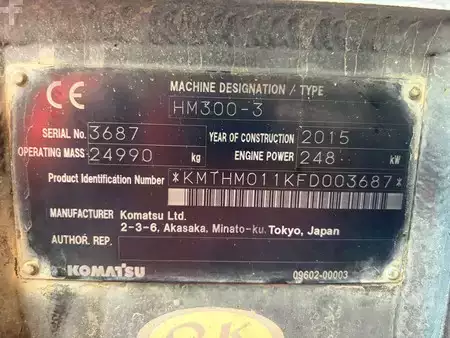 CE
MACHINE DESIGNATION / TYPE
HM300-3
SERIAL No. 3687 YEAR OF CONSTRUCTION 2015
OPERATING MASS 24990 kg ENGINE POWER 248 kW
Product Identification Number *KMTHM011KFD003687*
MANUFACTURER Komatsu Ltd.
2-3-6, Akasaka, Minato-ku, Tokyo, Japan
AUTHOR. REP.
KOMATSU 09602-00003
OK